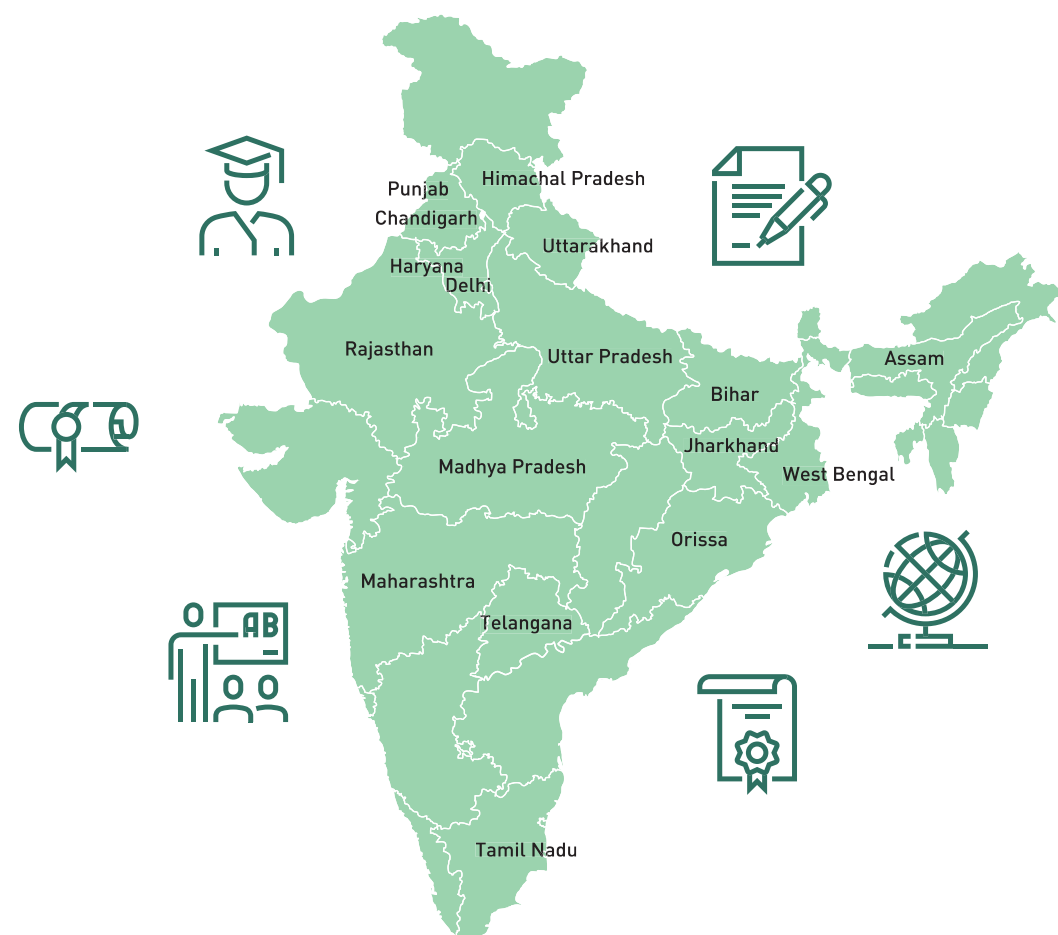 Himachal Pradesh
Punjab
Chandigarh
Uttarakhand
Haryana
Delhi
Rajasthan
Uttar Pradesh
Assam
Bihar
Jharkhand
Madhya Pradesh
West Bengal
Orissa
Maharashtra
Telangana
AB
Tamil Nadu